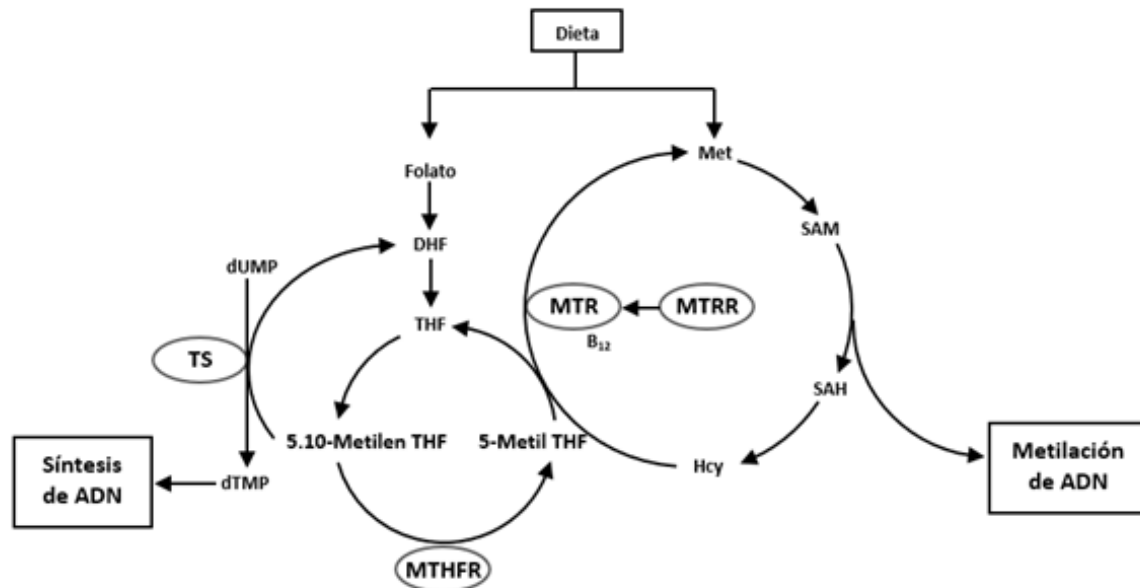 Dieta
Folato
Met
DHF
SAM
dUMP
THF
MTR
MTRR
B12
TS
SAH
5.10-Metilen THF
5-Metil THF
Hcy
Síntesis
de ADN
dTMP
Metilación
de ADN
MTHFR